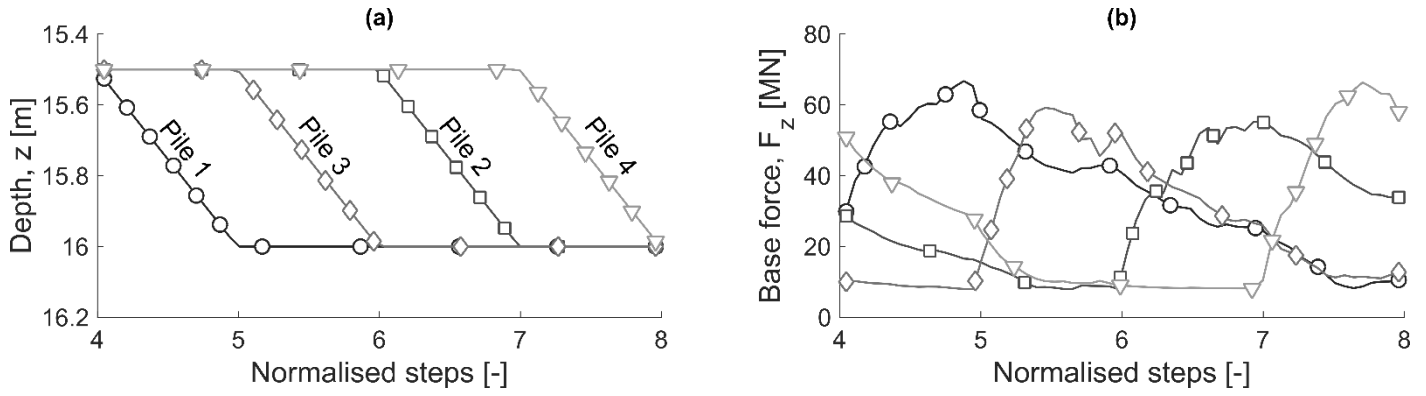 (a)
15.4
15.6
15.8
16
16.2
Depth, z [m]
Pile 1
Pile 3
Pile 2
Pile 4
4
5
6
7
8
Normalised steps [-]
(b)
80
60
40
20
0
Base force, F_z [MN]
4
5
6
7
8
Normalised steps [-]